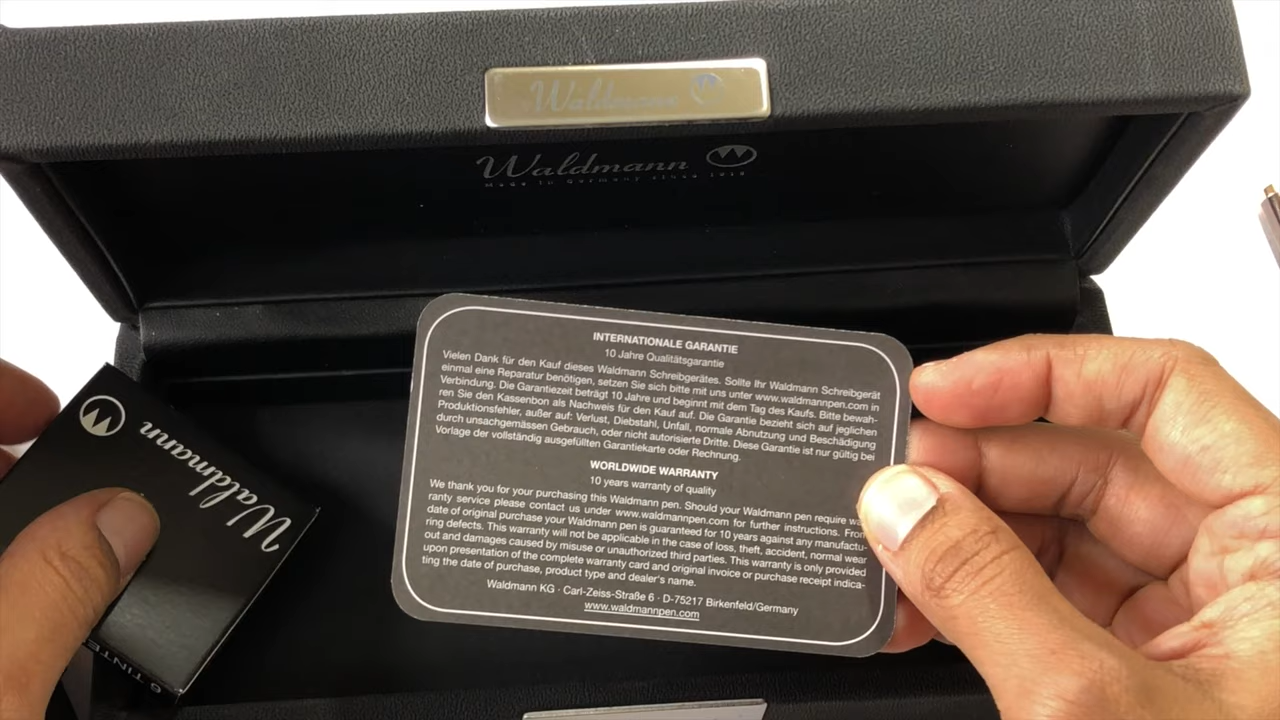 Waldmann
Waldmann
Made in Germany since 1918
INTERNATIONALE GARANTIE
10 Jahre Qualitätsgarantie
Vielen Dank für den Kauf dieses Waldmann Schreibgerätes. Sollte Ihr Waldmann Schreibgerät
einmal eine Reparatur benötigen, setzen Sie sich bitte mit uns unter www.waldmannpen.com in
Verbindung. Die Garantiezeit beträgt 10 Jahre und beginnt mit dem Tag des Kaufs. Bitte bewah-
ren Sie den Kassenbon als Nachweis für den Kauf auf. Die Garantie bezieht sich auf jeglichen
Produktionsfehler, außer auf: Verlust, Diebstahl, Unfall, normale Abnutzung und Beschädigung
durch unsachgemässen Gebrauch, oder nicht autorisierte Dritte. Diese Garantie ist nur gültig bei
Vorlage der vollständig ausgefüllten Garantiekarte oder Rechnung.
WORLDWIDE WARRANTY
10 years warranty of quality
We thank you for your purchasing this Waldmann pen. Should your Waldmann pen require wa-
ranty service please contact us under www.waldmannpen.com for further instructions. From
date of original purchase your Waldmann pen is guaranteed for 10 years against any manufactu-
ring defects. This warranty will not be applicable in the case of loss, theft, accident, normal wear
out and damages caused by misuse or unauthorized third parties. This warranty is only provided
upon presentation of the complete warranty card and original invoice or purchase receipt indica-
ting the date of purchase, product type and dealer's name.
Waldmann KG · Carl-Zeiss-Straße 6 · D-75217 Birkenfeld/Germany
www.waldmannpen.com
Waldmann
6 TINTE